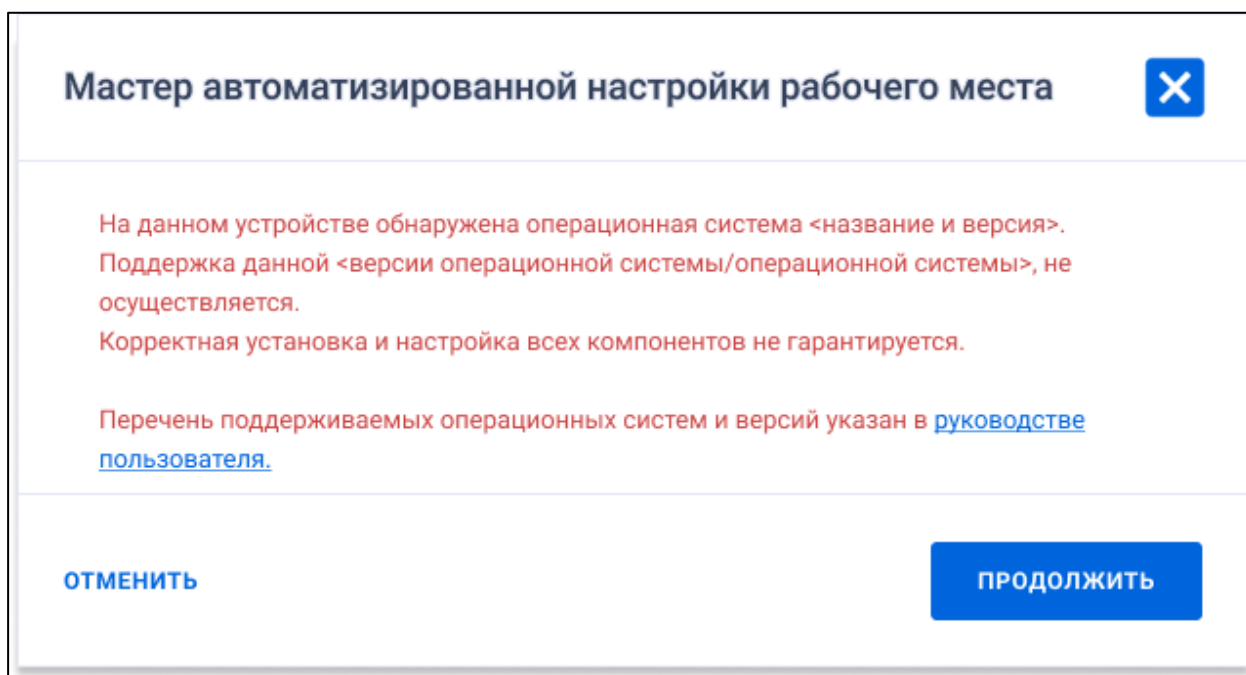 Мастер автоматизированной настройки рабочего места
На данном устройстве обнаружена операционная система <название и версия>.
Поддержка данной <версии операционной системы/операционной системы>, не
осуществляется.
Корректная установка и настройка всех компонентов не гарантируется.
Перечень поддерживаемых операционных систем и версий указан в руководстве
пользователя.
ОТМЕНИТЬ
ПРОДОЛЖИТЬ